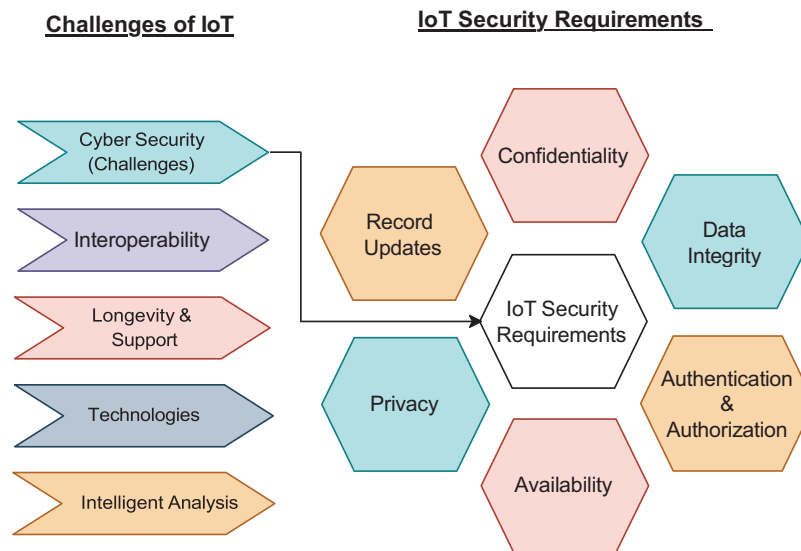 Challenges of IoT
IoT Security Requirements
Cyber Security
(Challenges)
Interoperability
Longevity &
Support
Technologies
Intelligent Analysis
Confidentiality
Record
Updates
Data
Integrity
IoT Security
Requirements
Privacy
Authentication
&
Authorization
Availability